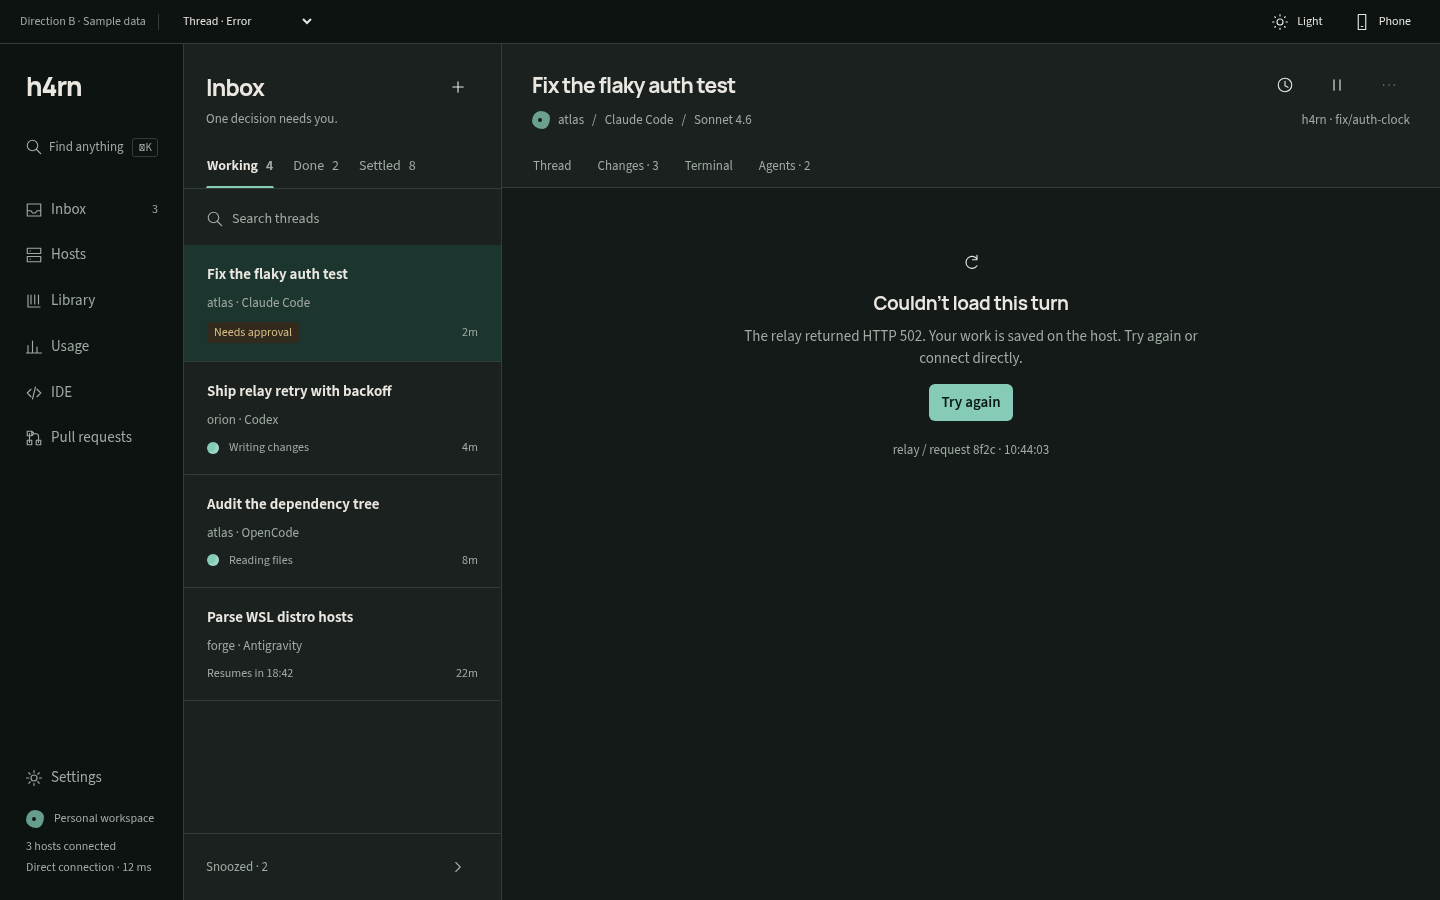 Direction B · Sample data
Thread · Error
Light
Phone
h4rn
Find anything
K
Inbox 3
Hosts
Library
Usage
IDE
Pull requests
Settings
Personal workspace
3 hosts connected
Direct connection · 12 ms
Inbox
One decision needs you.
Working 4 Done 2 Settled 8
Search threads
Fix the flaky auth test
atlas · Claude Code
Needs approval 2m
Ship relay retry with backoff
orion · Codex
Writing changes 4m
Audit the dependency tree
atlas · OpenCode
Reading files 8m
Parse WSL distro hosts
forge · Antigravity
Resumes in 18:42 22m
Snoozed · 2
Fix the flaky auth test
atlas / Claude Code / Sonnet 4.6
h4rn · fix/auth-clock
Thread Changes · 3 Terminal Agents · 2
Couldn’t load this turn
The relay returned HTTP 502. Your work is saved on the host. Try again or
connect directly.
Try again
relay / request 8f2c · 10:44:03